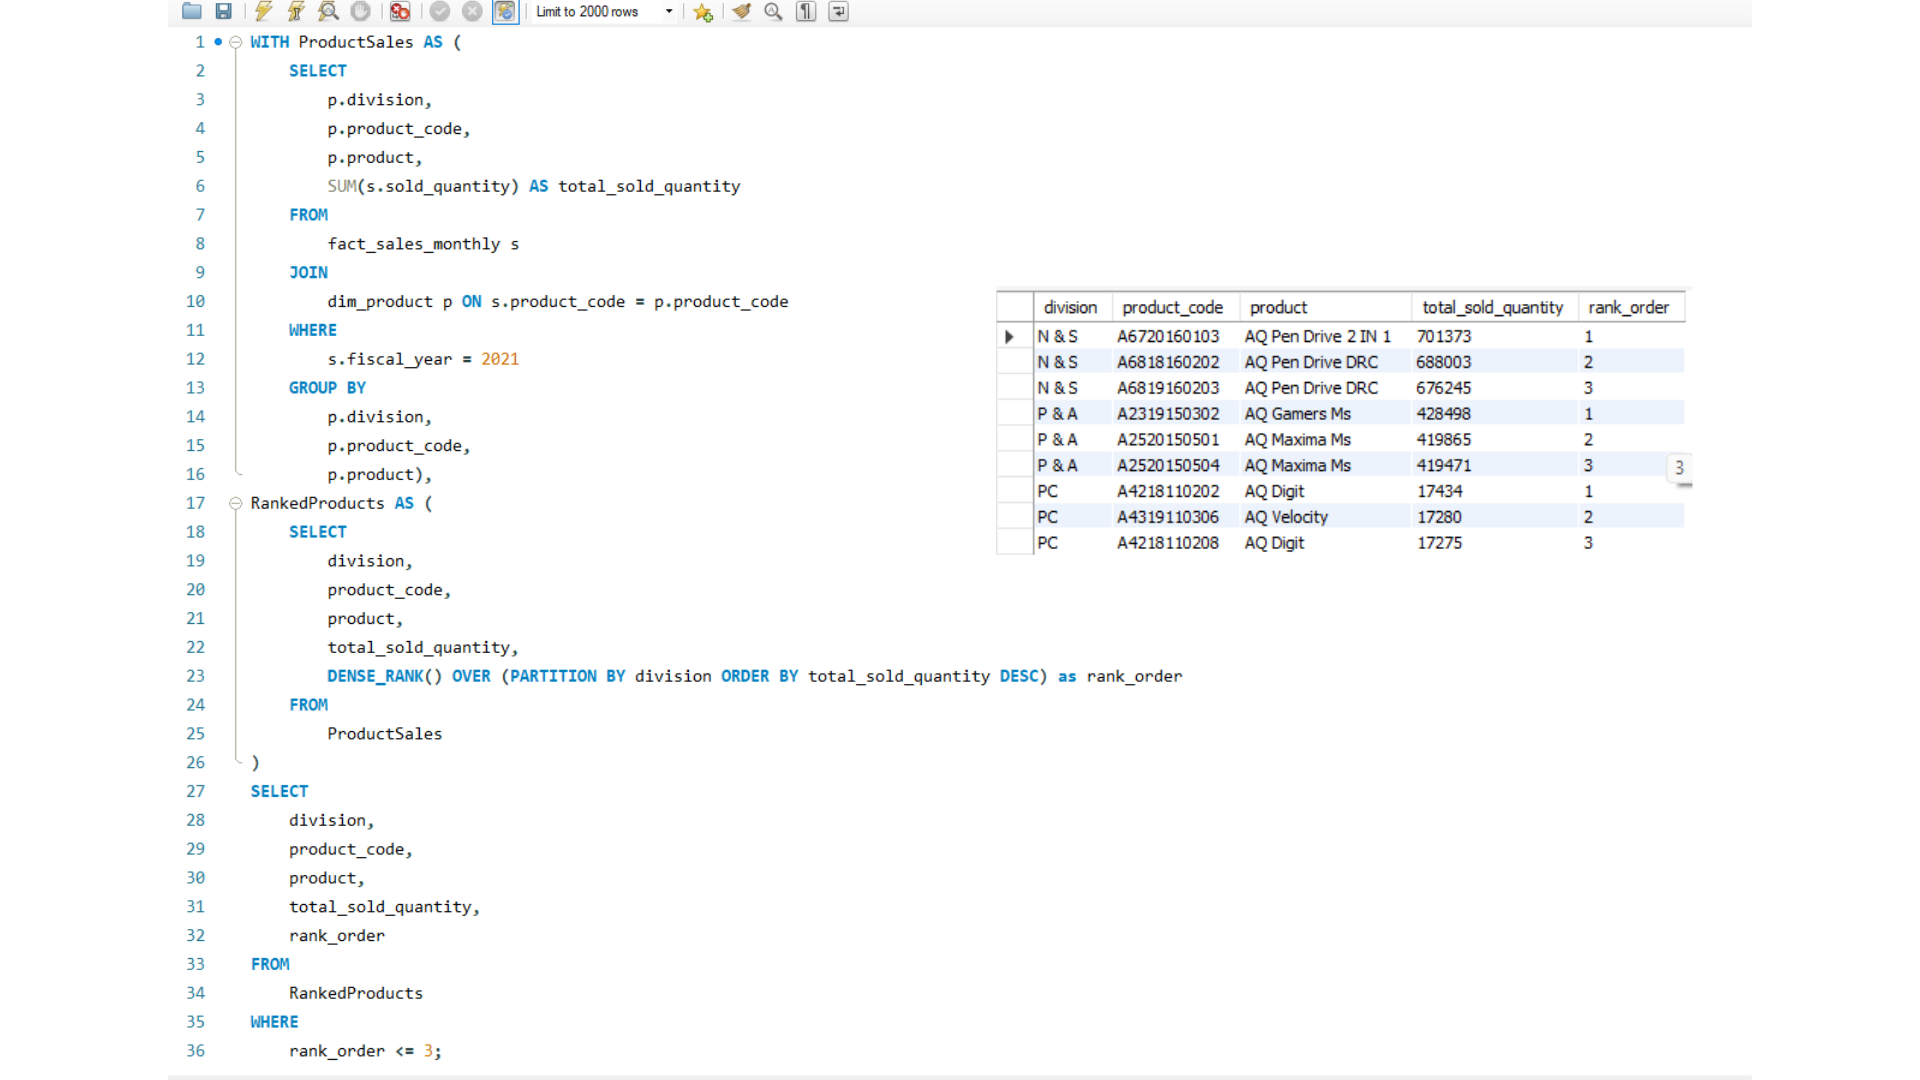 Limit to 2000 rows
1 WITH ProductSales AS (
2 SELECT
3 p.division,
4 p.product_code,
5 p.product,
6 SUM(s.sold_quantity) AS total_sold_quantity
7 FROM
8 fact_sales_monthly s
9 JOIN
10 dim_product p ON s.product_code = p.product_code
11 WHERE
12 s.fiscal_year = 2021
13 GROUP BY
14 p.division,
15 p.product_code,
16 p.product),
17 RankedProducts AS (
18 SELECT
19 division,
20 product_code,
21 product,
22 total_sold_quantity,
23 DENSE_RANK() OVER (PARTITION BY division ORDER BY total_sold_quantity DESC) as rank_order
24 FROM
25 ProductSales
26 )
27 SELECT
28 division,
29 product_code,
30 product,
31 total_sold_quantity,
32 rank_order
33 FROM
34 RankedProducts
35 WHERE
36 rank_order <= 3;
division product_code product total_sold_quantity rank_order
N & S A6720160103 AQ Pen Drive 2 IN 1 701373 1
N & S A6818160202 AQ Pen Drive DRC 688003 2
N & S A6819160203 AQ Pen Drive DRC 676245 3
P & A A2319150302 AQ Gamers Ms 428498 1
P & A A2520150501 AQ Maxima Ms 419865 2
P & A A2520150504 AQ Maxima Ms 419471 3
3
PC A4218110202 AQ Digit 17434 1
PC A4319110306 AQ Velocity 17280 2
PC A4218110208 AQ Digit 17275 3